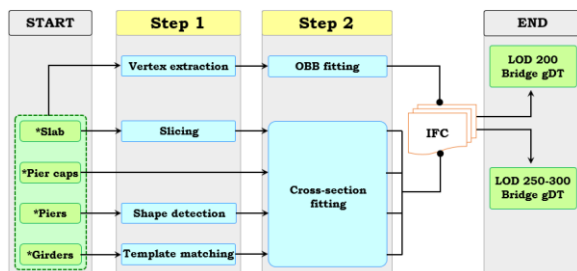 START
Step 1
Step 2
END
Vertex extraction
OBB fitting
LOD 200
Bridge gDT
*Slab
Slicing
IFC
*Pier caps
Cross-section
fitting
LOD 250-300
Bridge gDT
*Piers
Shape detection
*Girders
Template matching